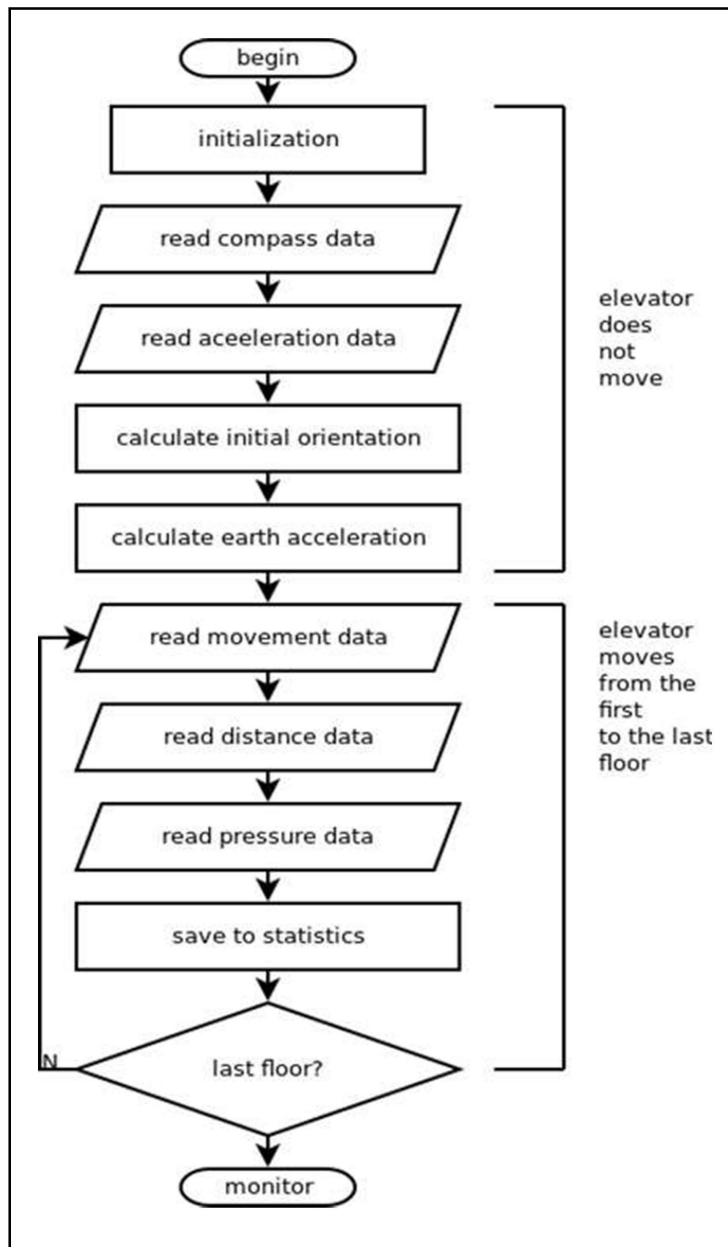 begin
initialization
read compass data
read aceeleration data
calculate initial orientation
calculate earth acceleration
elevator
does
not
move
read movement data
read distance data
read pressure data
save to statistics
last floor?
N
monitor
elevator
moves
from the
first
to the last
floor